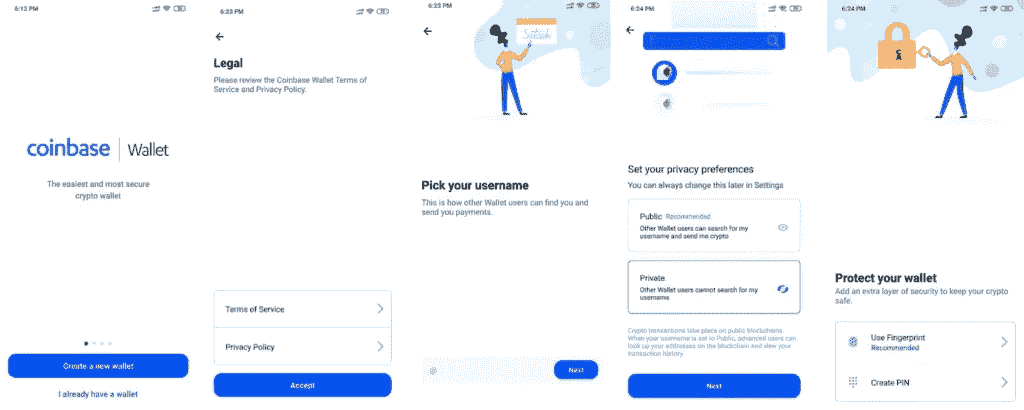 6:12 PM
coinbase Wallet
The easiest and most secure
crypto wallet
Create a new wallet
I already have a wallet
6:23 PM
Legal
Please review the Coinbase Wallet Terms of
Service and Privacy Policy.
Terms of Service
Privacy Policy
Accept
6:23 PM
Pick your username
This is how other Wallet users can find you and
send you payments.
@
Next
6:24 PM
Set your privacy preferences
You can always change this later in Settings
Public Recommended
Other Wallet users can search for my
username and send me crypto
Private
Other Wallet users cannot search for my
username
Crypto transactions take place on public blockchains.
When your username is set to Public, advanced users can
look up your addresses on the blockchain and view your
transaction history.
Next
6:24 PM
Protect your wallet
Add an extra layer of security to keep your crypto
safe.
Use Fingerprint
Recommended
Create PIN